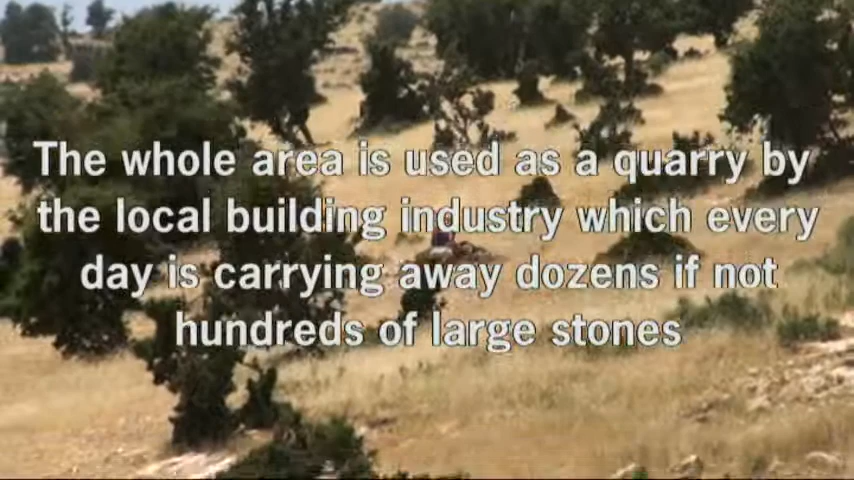 The whole area is used as a quarry by
the local building industry which every
day is carrying away dozens if not
hundreds of large stones